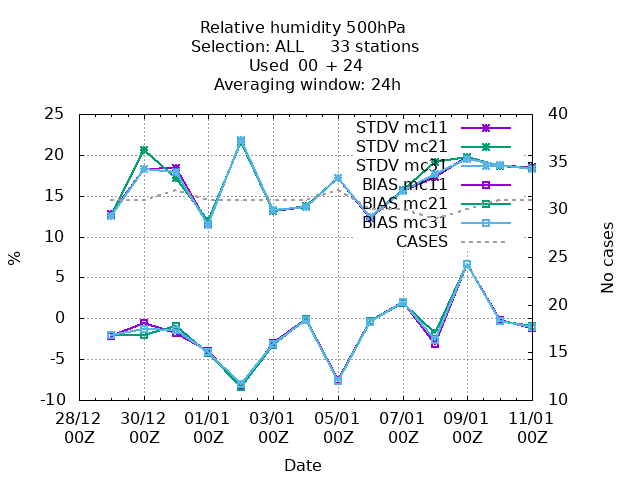 Relative humidity 500hPa
Selection: ALL 33 stations
Used 00 + 24
Averaging window: 24h
25 40
20 35
15 30
10 25
5 20
0 15
-5 10
-10
STDV mc11
STDV mc21
STDV mc31
BIAS mc11
BIAS mc21
BIAS mc31
CASES
%
No cases
28/12 30/12 01/01 03/01 05/01 07/01 09/01 11/01
00Z 00Z 00Z 00Z 00Z 00Z 00Z 00Z
Date